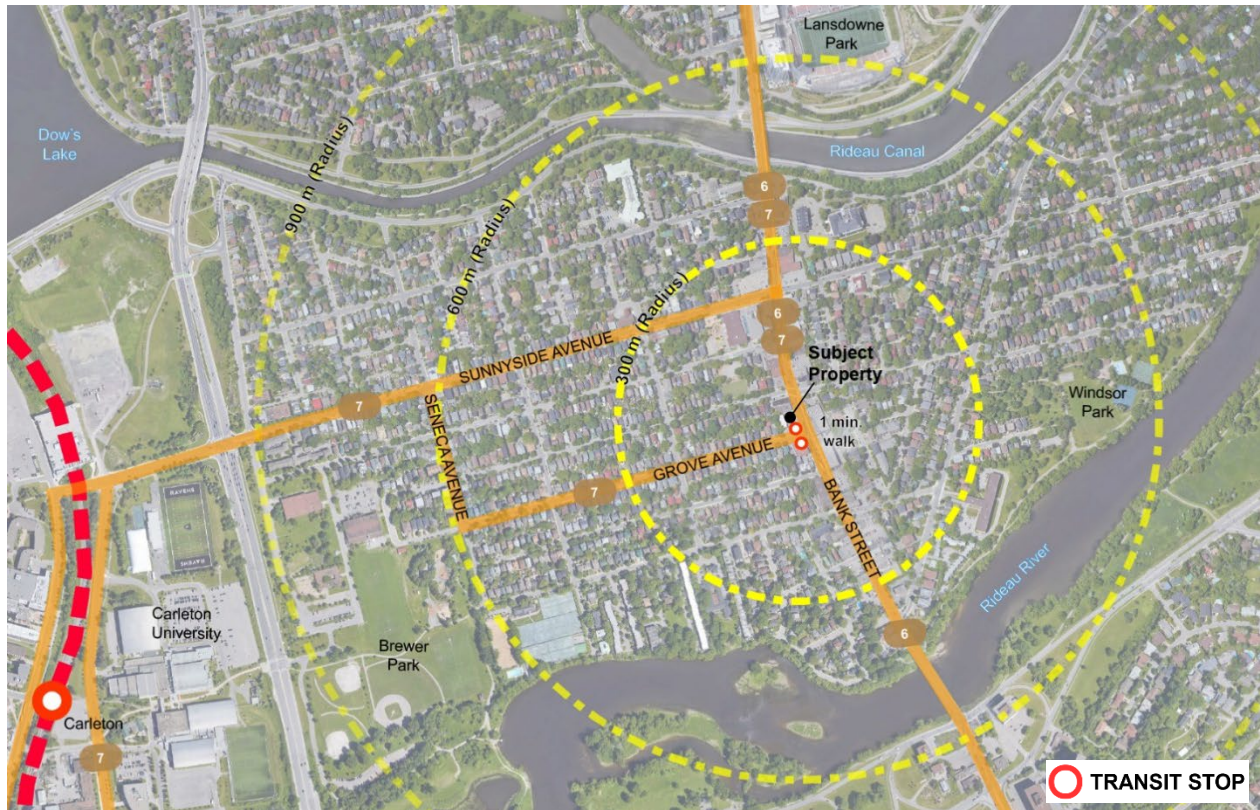 Lansdowne
Park
Dow's
Lake
Rideau Canal
900 m (Radius)
600 m (Radius)
300 m (Radius)
6
7
6
7
SUNNYSIDE AVENUE
7
Subject
Property
1 min.
walk
Windsor
Park
SENECA AVENUE
GROVE AVENUE
7
BANK STREET
RAVENS
RAVENS
Rideau River
Carleton
University
Brewer
Park
6
Carleton
7
TRANSIT STOP